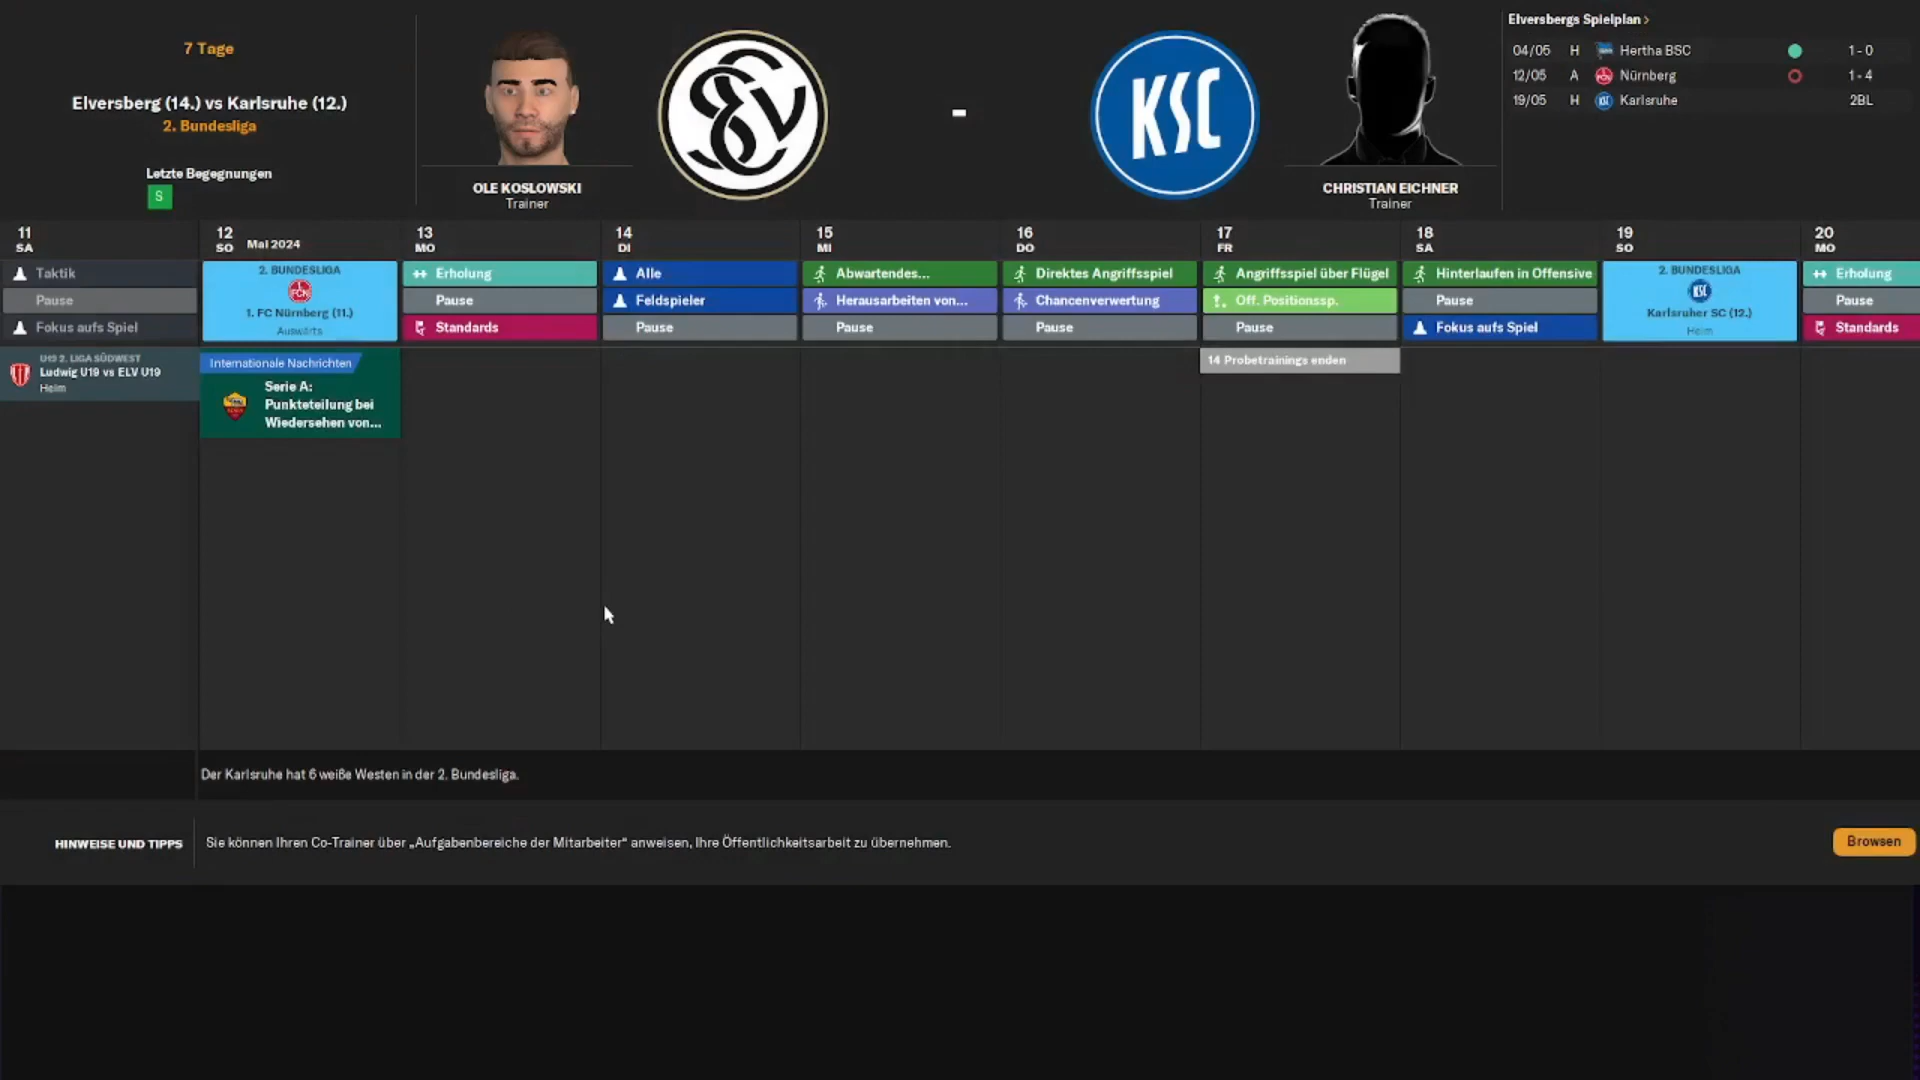 7 Tage
Elversberg (14.) vs Karlsruhe (12.)
2. Bundesliga
Letzte Begegnungen
S
OLE KOSLOWSKI
Trainer
KSC
CHRISTIAN EICHNER
Trainer
Elversbergs Spielplan >
04/05 H Hertha BSC 1 - 0
12/05 A Nürnberg 1 - 4
19/05 H Karlsruhe 2BL
11 SA
12 SO Mai 2024
13 MO
14 DI
15 MI
16 DO
17 FR
18 SA
19 SO
20 MO
Taktik
Pause
Fokus aufs Spiel
2. BUNDESLIGA
1. FC Nürnberg (11.)
Auswärts
Erholung
Pause
Standards
Alle
Feldspieler
Pause
Abwartendes...
Herausarbeiten von...
Pause
Direktes Angriffsspiel
Chancenverwertung
Pause
Angriffsspiel über Flügel
Off. Positionssp.
Pause
Hinterlaufen in Offensive
Pause
Fokus aufs Spiel
2. BUNDESLIGA
KSC
Karlsruher SC (12.)
Heim
Erholung
Pause
Standards
U19 2. LIGA SÜDWEST
Ludwig U19 vs ELV U19
Heim
Internationale Nachrichten
Serie A:
Punkteteilung bei
Wiedersehen von...
14 Probetrainings enden
Der Karlsruhe hat 6 weiße Westen in der 2. Bundesliga.
HINWEISE UND TIPPS
Sie können Ihren Co-Trainer über „Aufgabenbereiche der Mitarbeiter“ anweisen, Ihre Öffentlichkeitsarbeit zu übernehmen.
Browsen